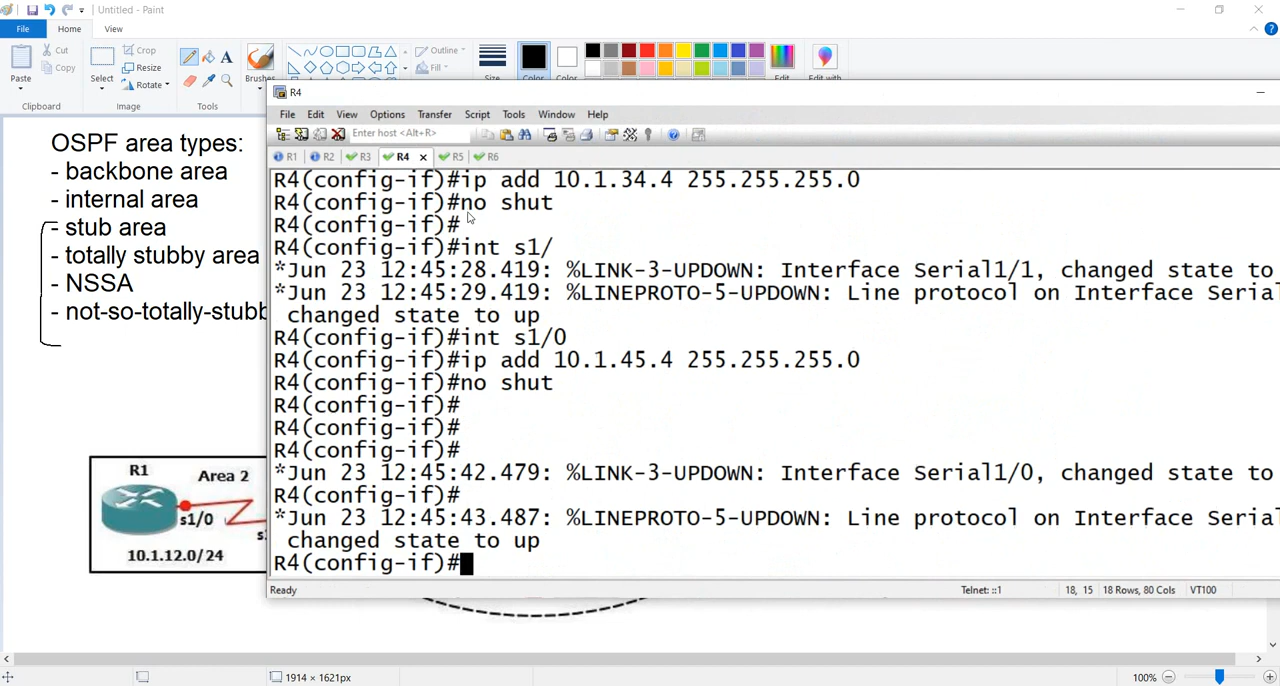 Untitled - Paint
File
Home
View
Paste
Cut
Copy
Clipboard
Select
Crop
Resize
Rotate
Image
Tools
Brushes
Outline
Fill
Size
Color
Color
Edit
Edit with
OSPF area types:
- backbone area
- internal area
- stub area
- totally stubby area
- NSSA
- not-so-totally-stubb
R4
File Edit View Options Transfer Script Tools Window Help
Enter host <Alt+R>
R1 R2 R3 R4 R5 R6
R4(config-if)#ip add 10.1.34.4 255.255.255.0
R4(config-if)#no shut
R4(config-if)#
R4(config-if)#int s1/
*Jun 23 12:45:28.419: %LINK-3-UPDOWN: Interface Serial1/1, changed state to
*Jun 23 12:45:29.419: %LINEPROTO-5-UPDOWN: Line protocol on Interface Seria
changed state to up
R4(config-if)#int s1/0
R4(config-if)#ip add 10.1.45.4 255.255.255.0
R4(config-if)#no shut
R4(config-if)#
R4(config-if)#
R4(config-if)#
*Jun 23 12:45:42.479: %LINK-3-UPDOWN: Interface Serial1/0, changed state to
R4(config-if)#
*Jun 23 12:45:43.487: %LINEPROTO-5-UPDOWN: Line protocol on Interface Seria
changed state to up
R4(config-if)#
Ready
Telnet: ::1
18, 15
18 Rows, 80 Cols
VT100
R1
Area 2
s1/0
s
10.1.12.0/24
1914 × 1621px
100%